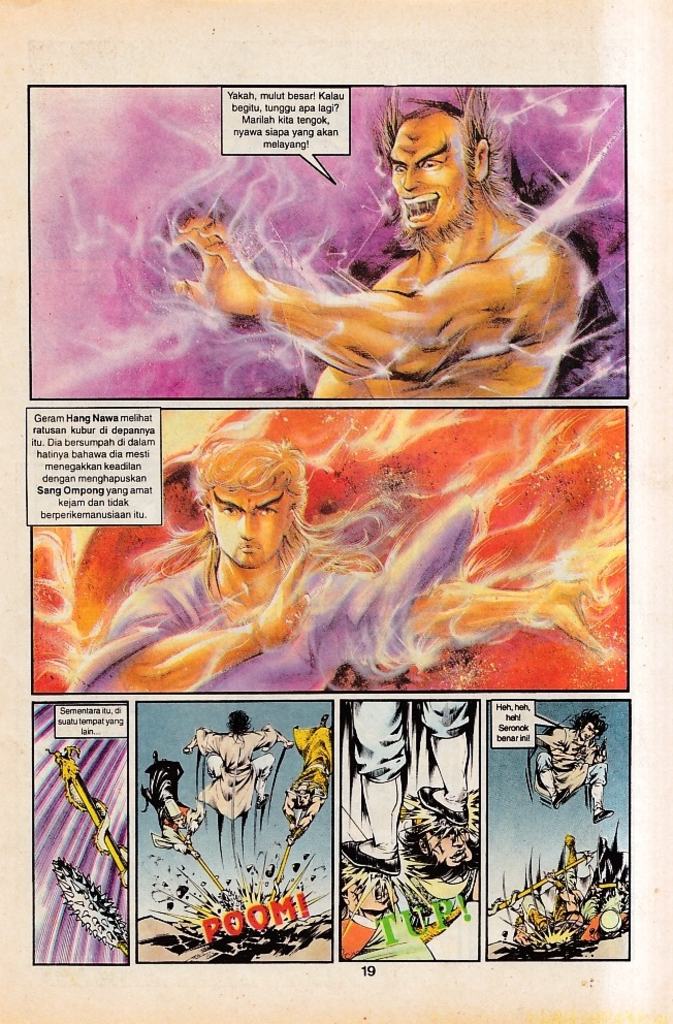 Yakah, mulut besar! Kalau
begitu, tunggu apa lagi?
Marilah kita tengok,
nyawa siapa yang akan
melayang!
Geram Hang Nawa melihat
ratusan kubur di depannya
itu. Dia bersumpah di dalam
hatinya bahawa dia mesti
menegakkan keadilan
dengan menghapuskan
Sang Ompong yang amat
kejam dan tidak
berperikemanusiaan itu.
Sementara itu, di
suatu tempat yang
lain...
POOM!
TUP!
Heh, heh,
heh!
Seronok
benar ini!
19